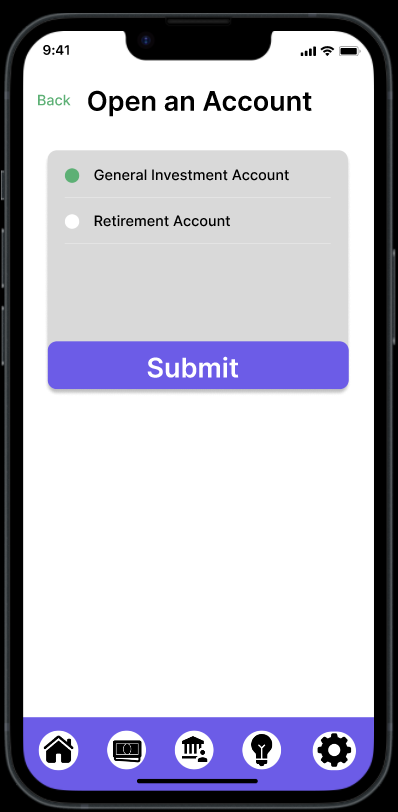 9:41
Back
Open an Account
General Investment Account
Retirement Account
Submit